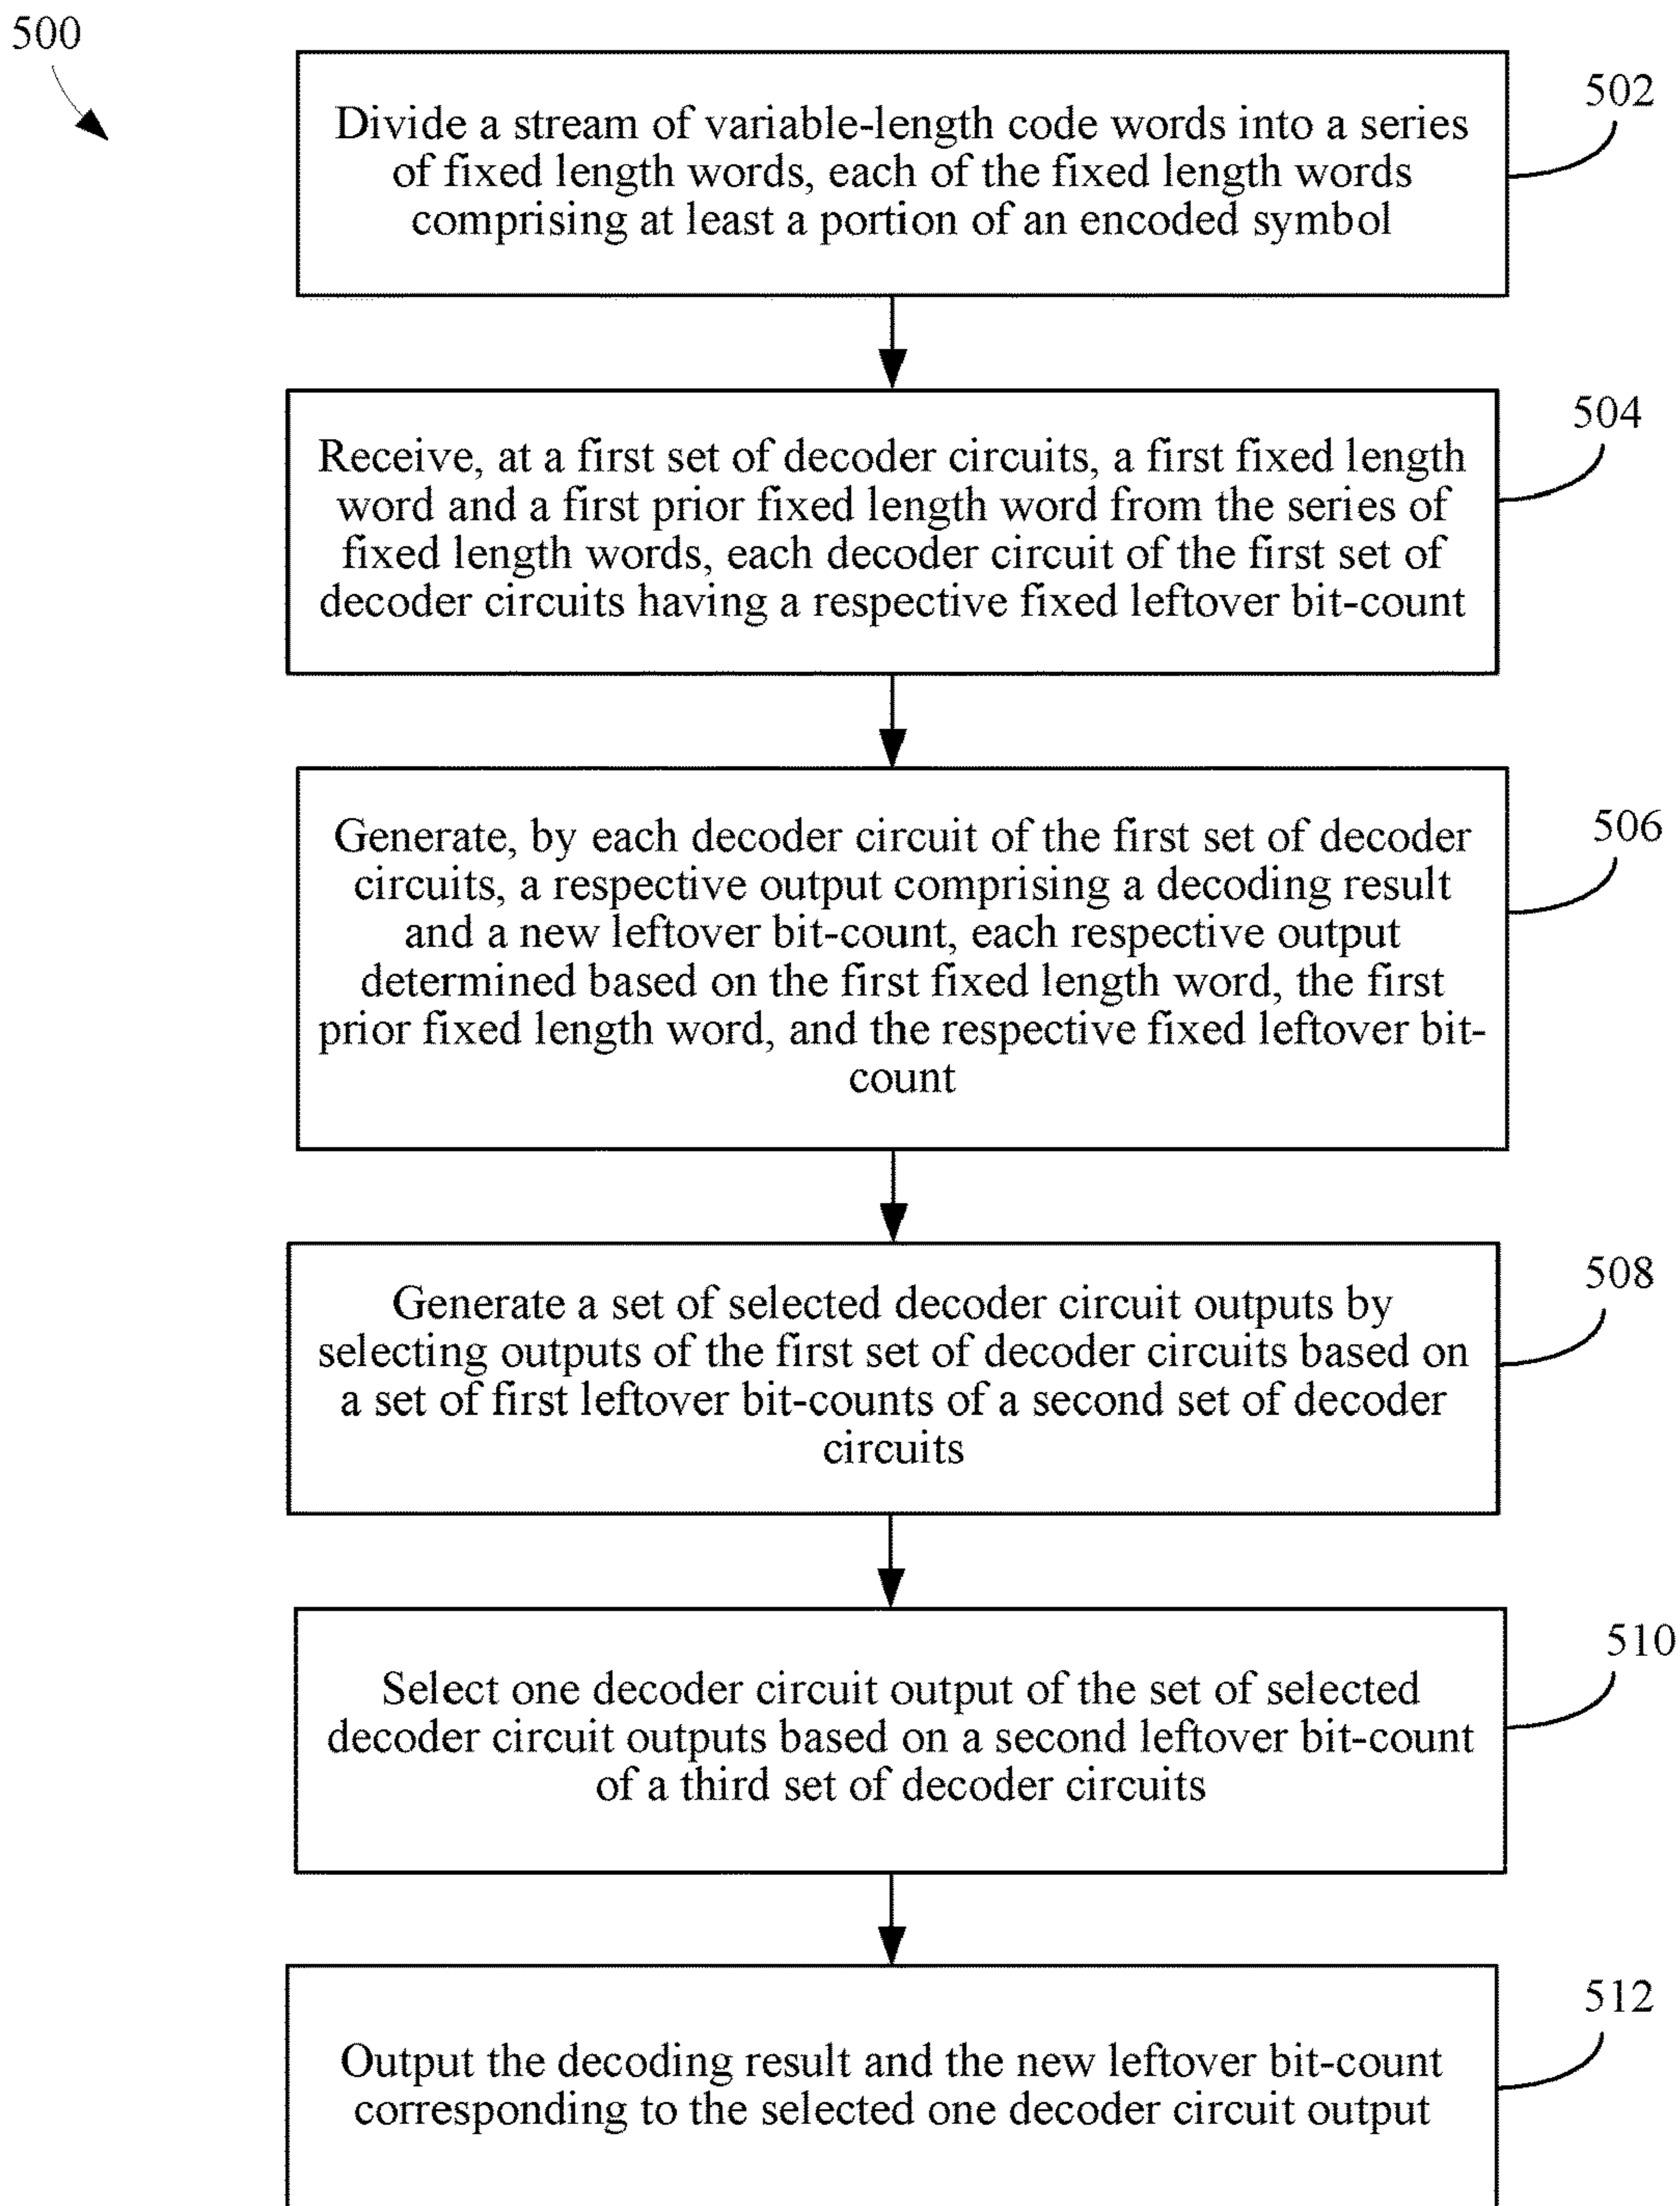 500
502
Divide a stream of variable-length code words into a series
of fixed length words, each of the fixed length words
comprising at least a portion of an encoded symbol
504
Receive, at a first set of decoder circuits, a first fixed length
word and a first prior fixed length word from the series of
fixed length words, each decoder circuit of the first set of
decoder circuits having a respective fixed leftover bit-count
506
Generate, by each decoder circuit of the first set of decoder
circuits, a respective output comprising a decoding result
and a new leftover bit-count, each respective output
determined based on the first fixed length word, the first
prior fixed length word, and the respective fixed leftover bit-
count
508
Generate a set of selected decoder circuit outputs by
selecting outputs of the first set of decoder circuits based on
a set of first leftover bit-counts of a second set of decoder
circuits
510
Select one decoder circuit output of the set of selected
decoder circuit outputs based on a second leftover bit-count
of a third set of decoder circuits
512
Output the decoding result and the new leftover bit-count
corresponding to the selected one decoder circuit output